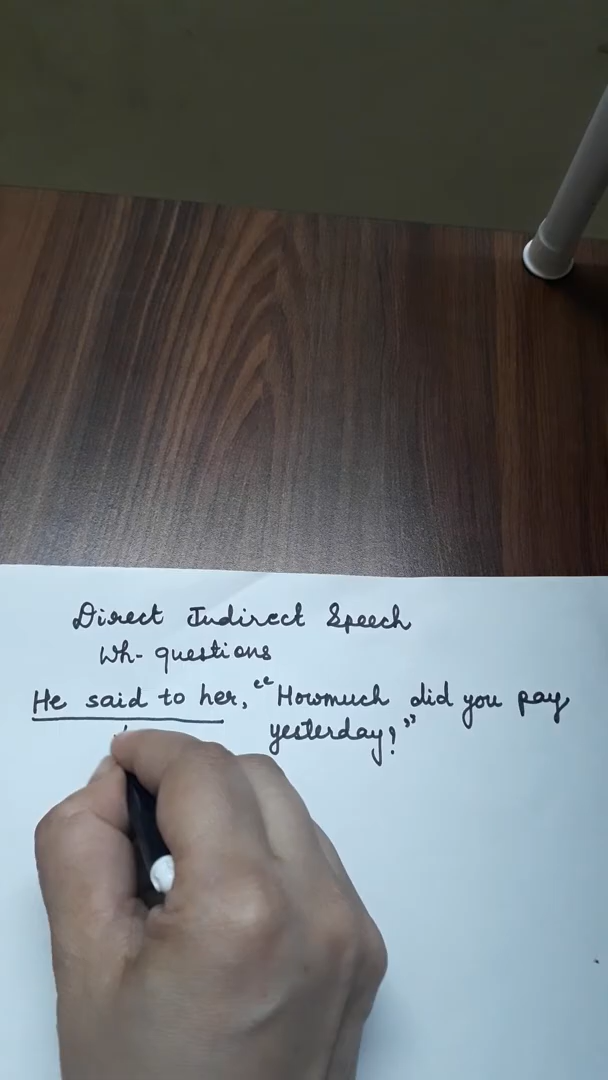 Direct Indirect Speech
Wh- questions
He said to her, “Howmuch did you pay
yesterday?”